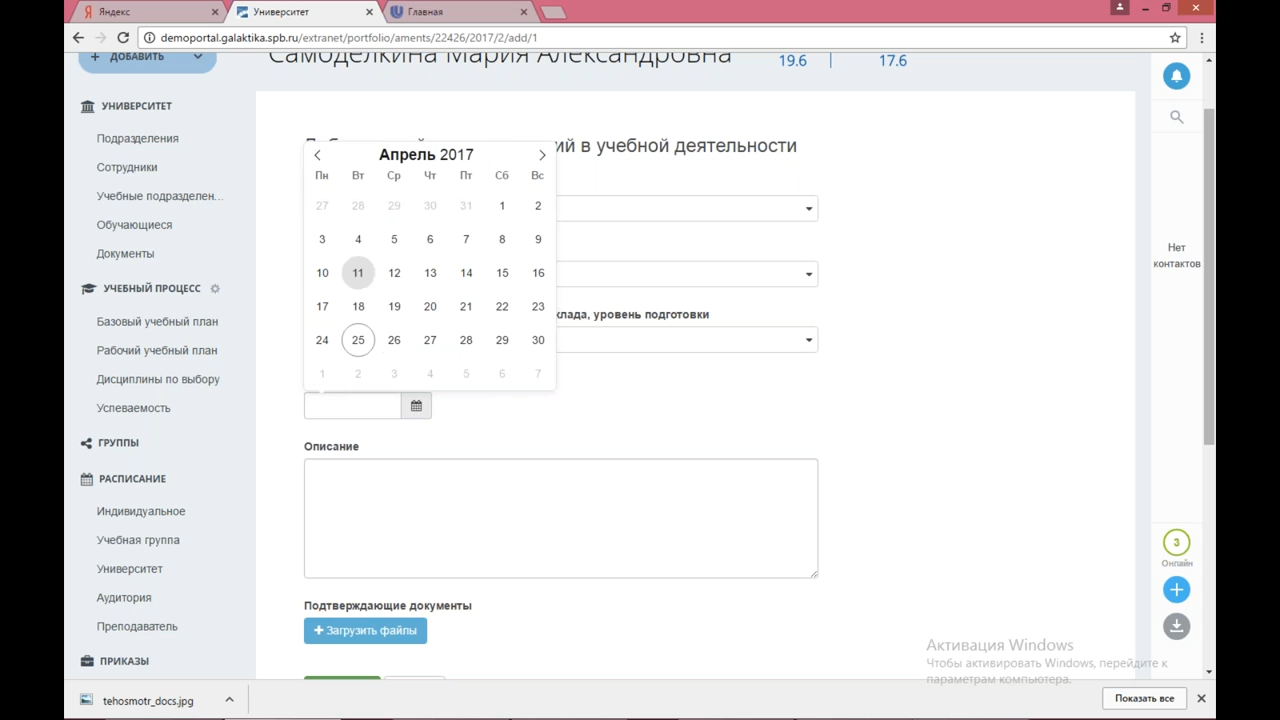 Яндекс
Университет
Главная
demoportal.galaktika.spb.ru/extranet/portfolio/aments/22426/2017/2/add/1
+ ДОБАВИТЬ
Самоделкина Мария Александровна
19.6 | 17.6
УНИВЕРСИТЕТ
Подразделения
Сотрудники
Учебные подразделен...
Обучающиеся
Документы
УЧЕБНЫЙ ПРОЦЕСС
Базовый учебный план
Рабочий учебный план
Дисциплины по выбору
Успеваемость
ГРУППЫ
РАСПИСАНИЕ
Индивидуальное
Учебная группа
Университет
Аудитория
Преподаватель
ПРИКАЗЫ
ий в учебной деятельности
Апрель 2017
Пн Вт Ср Чт Пт Сб Вс
27 28 29 30 31 1 2
3 4 5 6 7 8 9
10 11 12 13 14 15 16
17 18 19 20 21 22 23
24 25 26 27 28 29 30
1 2 3 4 5 6 7
клада, уровень подготовки
Описание
Подтверждающие документы
+ Загрузить файлы
Нет
контактов
3
Онлайн
Активация Windows
Чтобы активировать Windows, перейдите к
параметрам компьютера.
tehosmotr_docs.jpg
Показать все